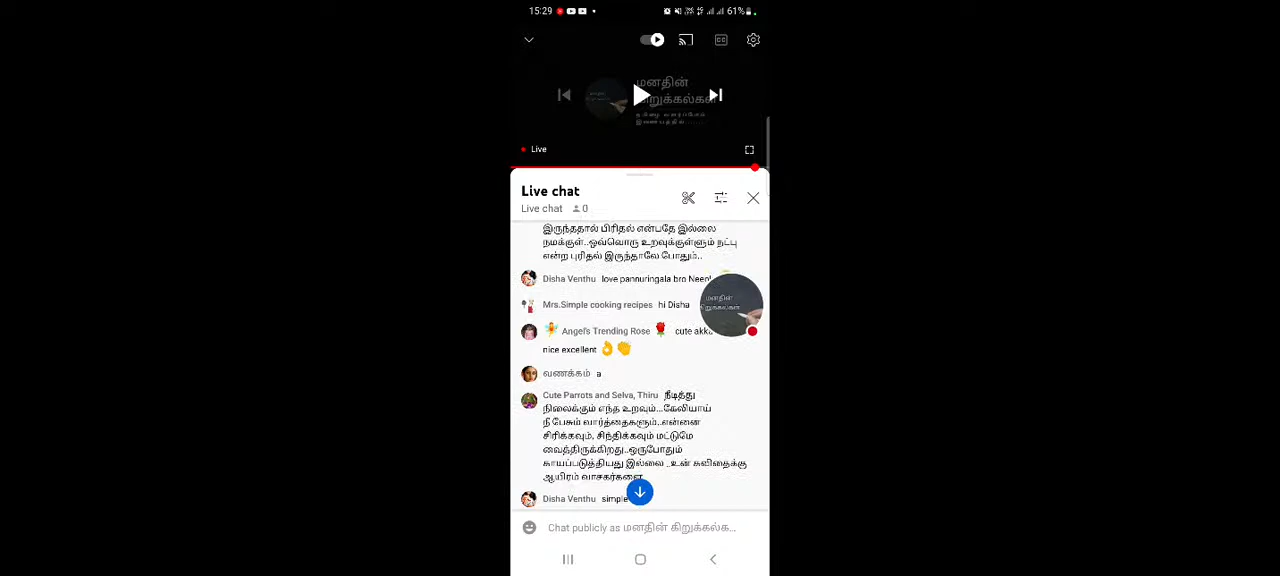 15:29
61%
மனதின்
கிறுக்கல்கள்
Live
Live chat
Live chat 0
இருந்ததால் பிரிதல் என்பதே இல்லை
நமக்குள்..ஒவ்வொரு உறவுக்குள்ளும் நட்பு
என்ற புரிதல் இருந்தாலே போதும்..
Disha Venthu love pannuringala bro
Mrs.Simple cooking recipes hi Disha
மனதின்
கிறுக்கல்கள்
🧚 Angel's Trending Rose 🌹 cute
nice excellent 👌👏
வணக்கம் a
Cute Parrots and Selva, Thiru நீடித்து
நிலைக்கும் எந்த உறவும்...கேலியாய்
நீ பேசும் வார்த்தைகளும்..என்னை
சிரிக்கவும், சிந்திக்கவும் மட்டுமே
வைத்திருக்கிறது..ஒருபோதும்
காயப்படுத்தியது இல்லை ..உன் கவிதைக்கு
ஆயிரம் வாசகர்களை
Disha Venthu simple
Chat publicly as மனதின் கிறுக்கல்க...